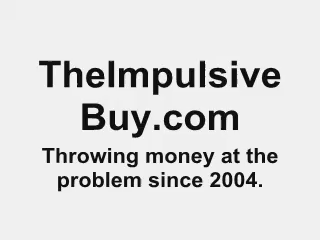 TheImpulsive
Buy.com
Throwing money at the
problem since 2004.